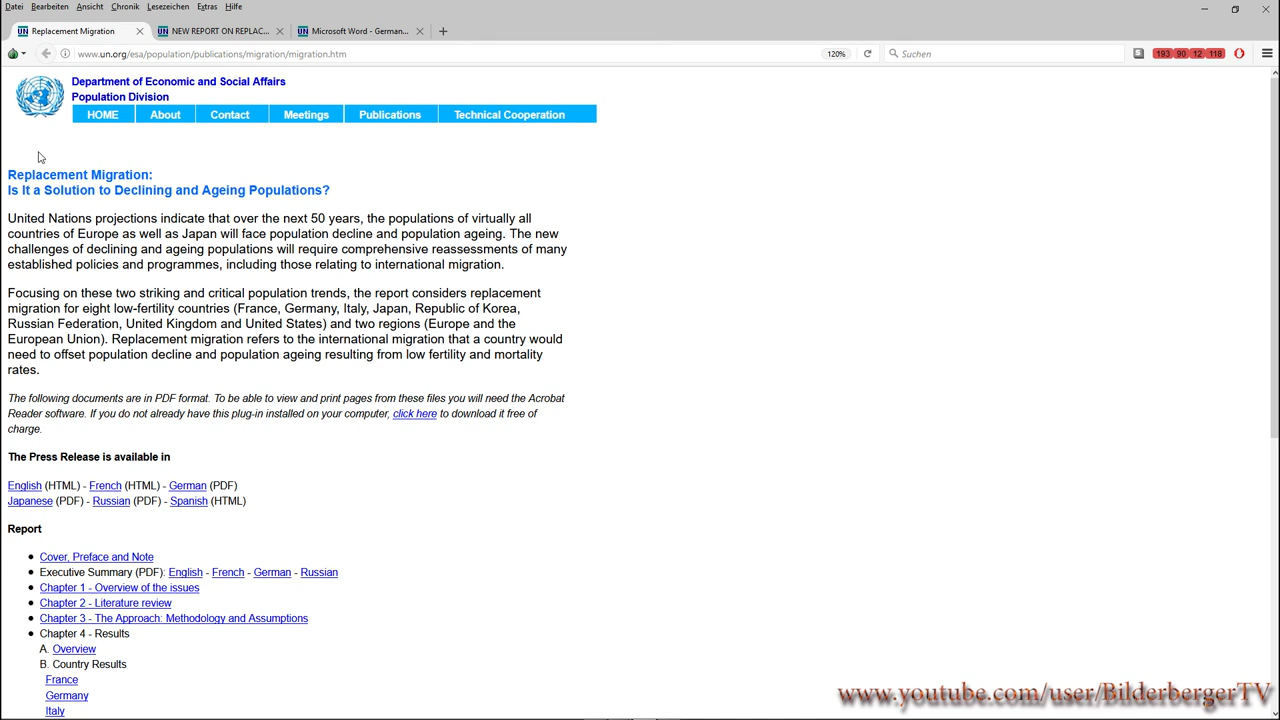 Datei Bearbeiten Ansicht Chronik Lesezeichen Extras Hilfe
Replacement Migration NEW REPORT ON REPLAC... Microsoft Word - German...
www.un.org/esa/population/publications/migration/migration.htm 120% Suchen 193 90 12 118
Department of Economic and Social Affairs
Population Division
HOME About Contact Meetings Publications Technical Cooperation
Replacement Migration:
Is It a Solution to Declining and Ageing Populations?
United Nations projections indicate that over the next 50 years, the populations of virtually all
countries of Europe as well as Japan will face population decline and population ageing. The new
challenges of declining and ageing populations will require comprehensive reassessments of many
established policies and programmes, including those relating to international migration.
Focusing on these two striking and critical population trends, the report considers replacement
migration for eight low-fertility countries (France, Germany, Italy, Japan, Republic of Korea,
Russian Federation, United Kingdom and United States) and two regions (Europe and the
European Union). Replacement migration refers to the international migration that a country would
need to offset population decline and population ageing resulting from low fertility and mortality
rates.
The following documents are in PDF format. To be able to view and print pages from these files you will need the Acrobat
Reader software. If you do not already have this plug-in installed on your computer, click here to download it free of
charge.
The Press Release is available in
English (HTML) - French (HTML) - German (PDF)
Japanese (PDF) - Russian (PDF) - Spanish (HTML)
Report
• Cover, Preface and Note
• Executive Summary (PDF): English - French - German - Russian
• Chapter 1 - Overview of the issues
• Chapter 2 - Literature review
• Chapter 3 - The Approach: Methodology and Assumptions
• Chapter 4 - Results
A. Overview
B. Country Results
France
Germany
Italy
www.youtube.com/user/BilderbergerTV